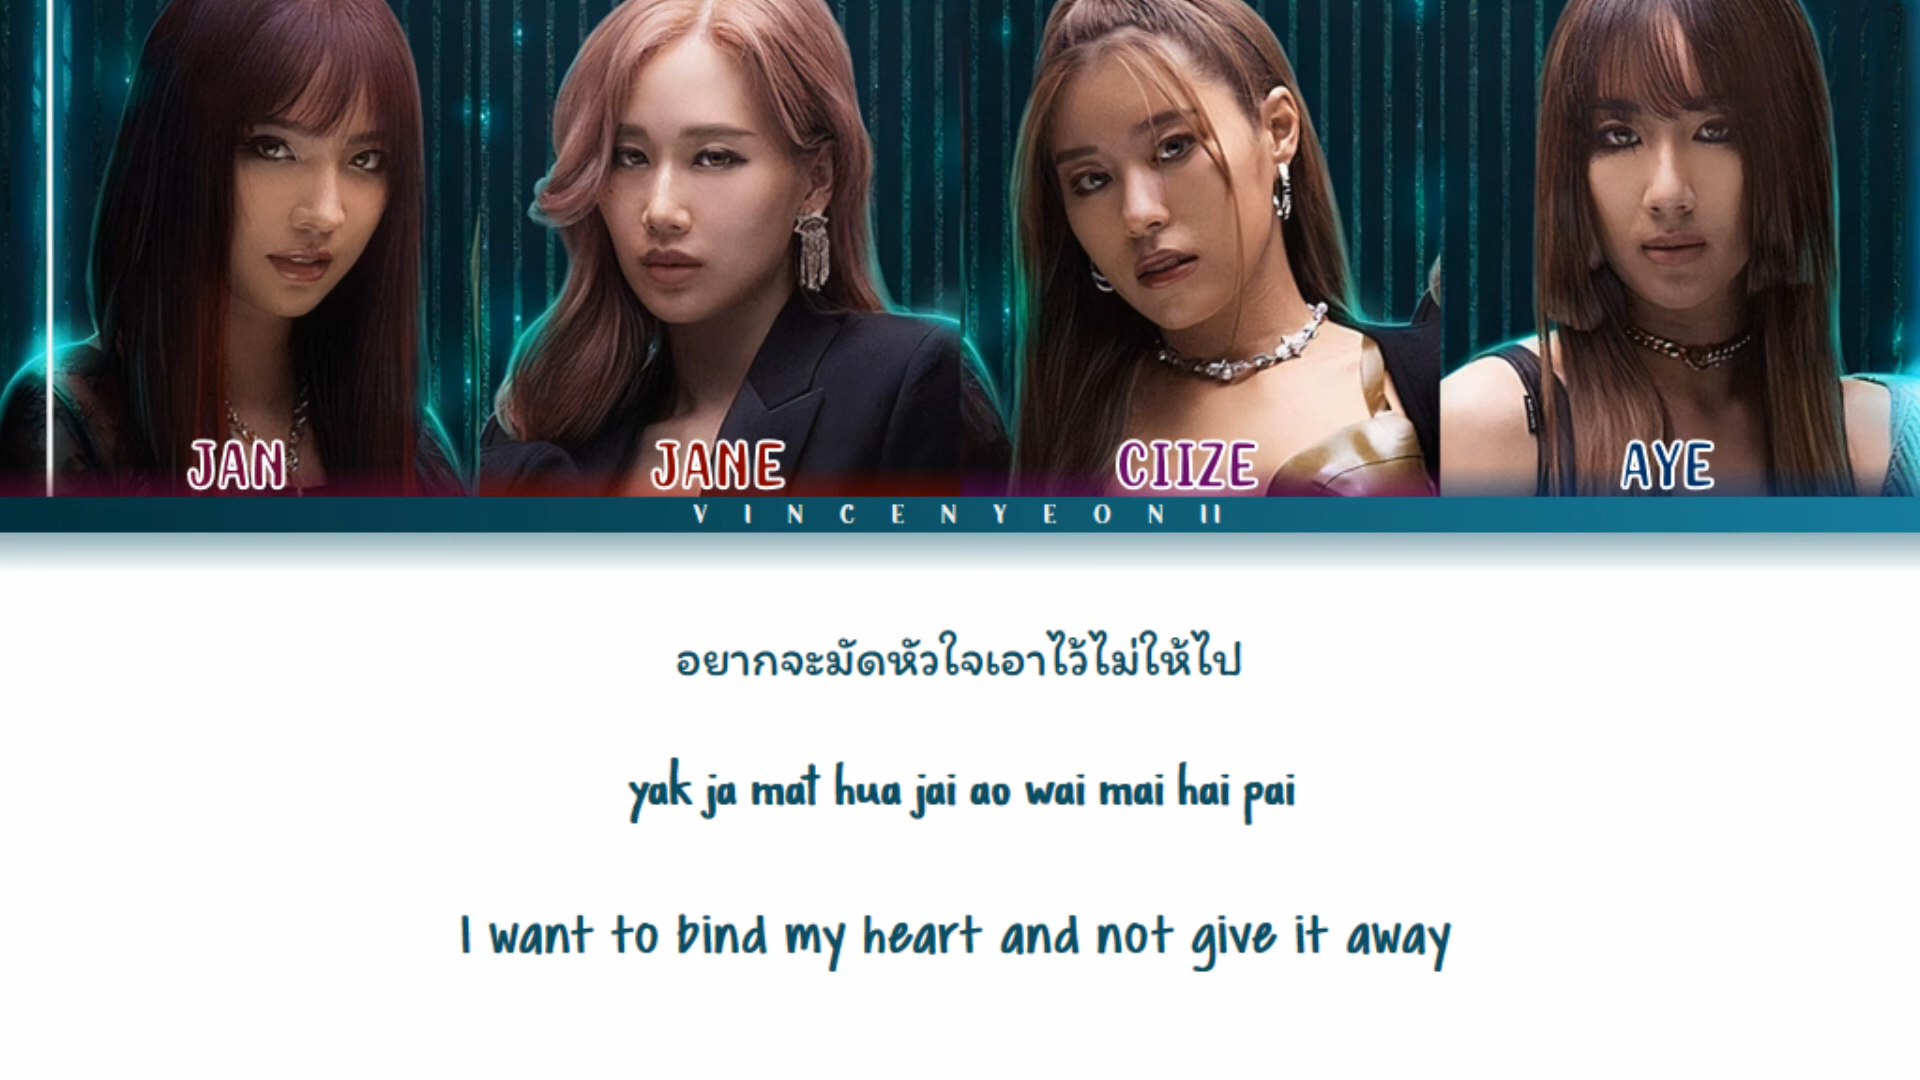 JAN JANE CIIZE AYE
VINCENYEON II
อยากจะมัดหัวใจเอาไว้ไม่ให้ไป
yak ja mat hua jai ao wai mai hai pai
I want to bind my heart and not give it away